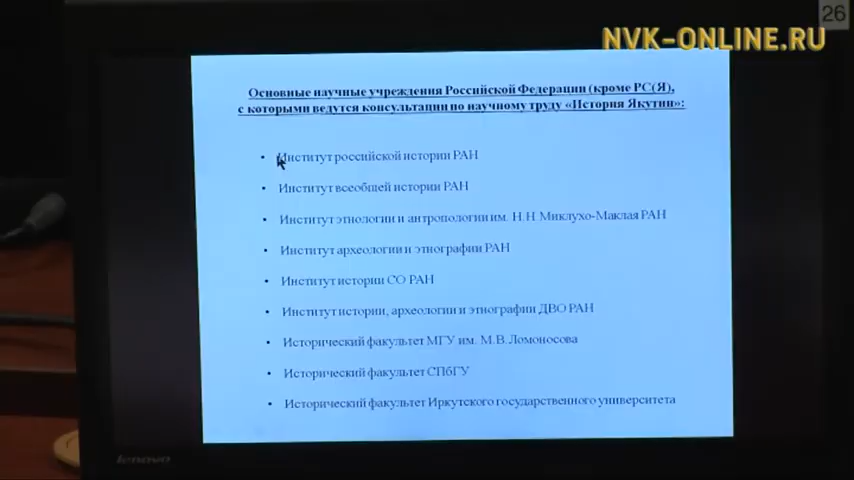 26
NVK-ONLINE.RU
Основные научные учреждения Российской Федерации (кроме РС(Я),
с которыми ведутся консультации по научному труду «История Якутии»:
• Институт российской истории РАН
• Институт всеобщей истории РАН
• Институт этнологии и антропологии им. Н.Н Миклухо-Маклая РАН
• Институт археологии и этнографии РАН
• Институт истории СО РАН
• Институт истории, археологии и этнографии ДВО РАН
• Исторический факультет МГУ им. М.В.Ломоносова
• Исторический факультет СПбГУ
• Исторический факультет Иркутского государственного университета
lenovo